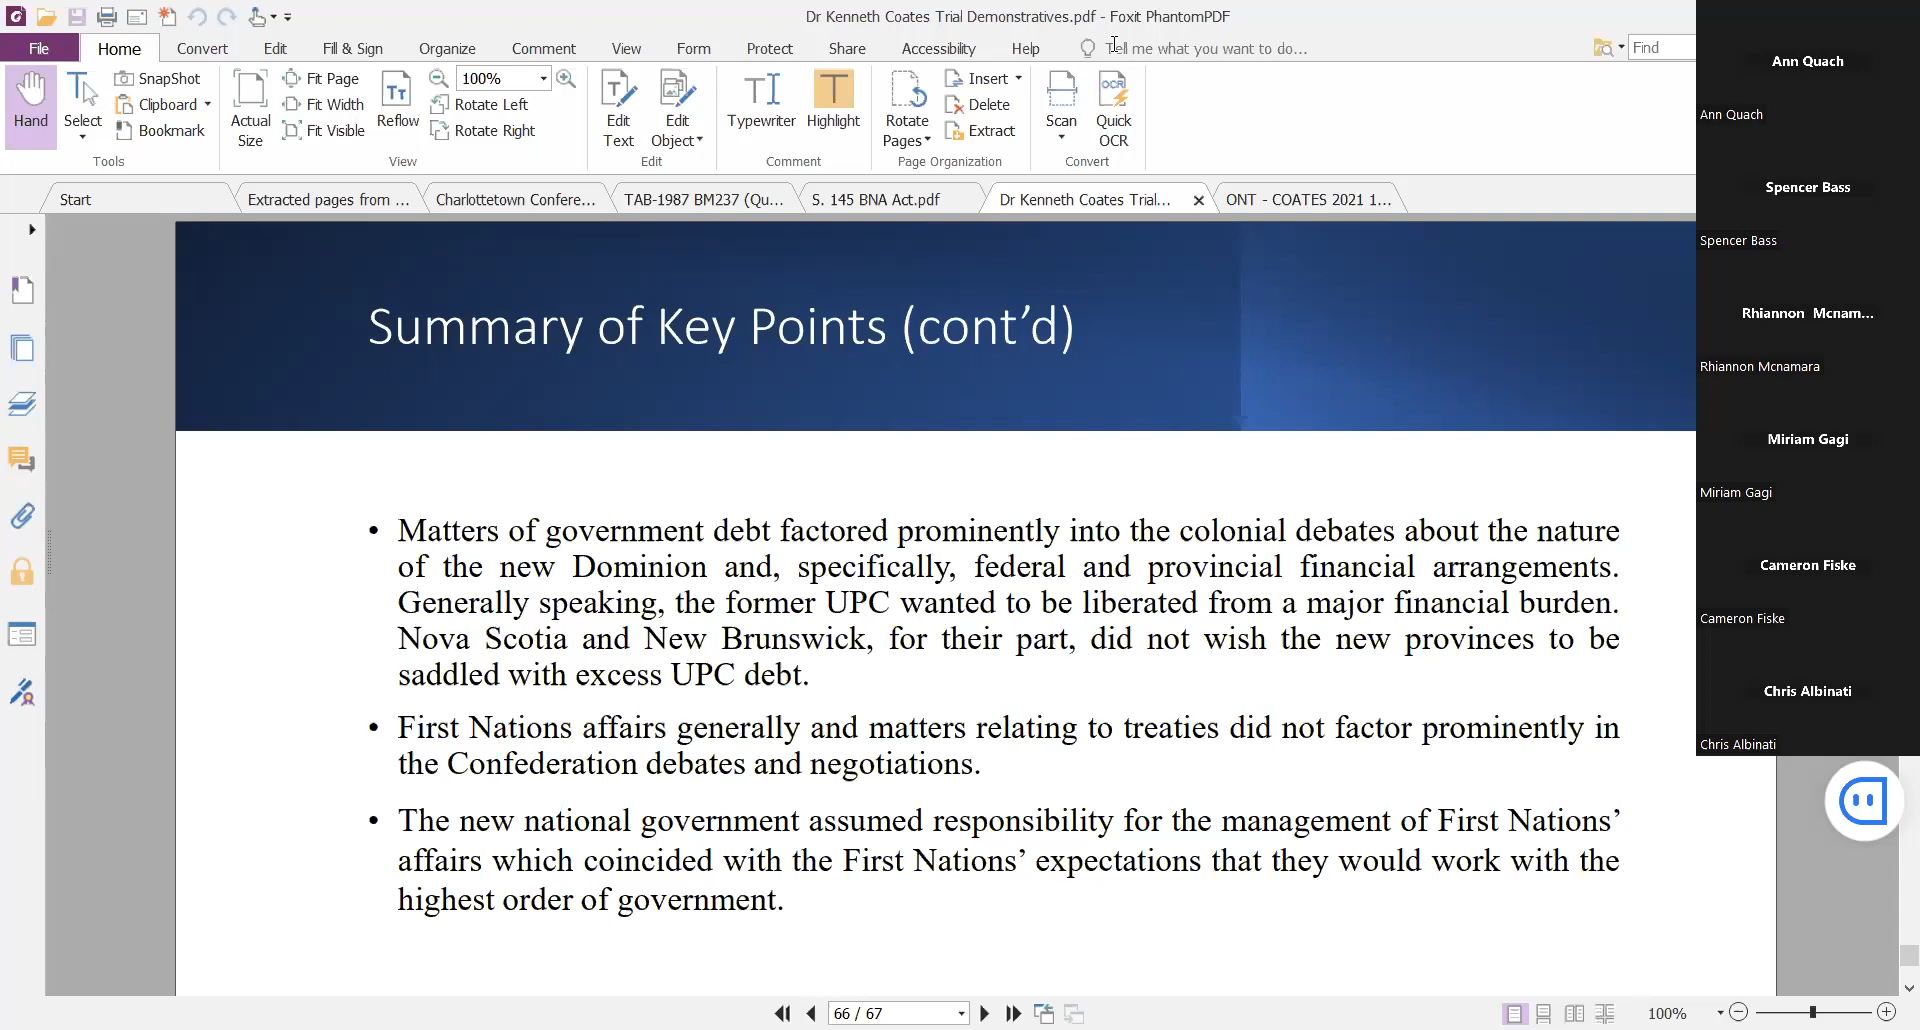 Dr Kenneth Coates Trial Demonstratives.pdf - Foxit PhantomPDF
File Home Convert Edit Fill & Sign Organize Comment View Form Protect Share Accessibility Help Tell me what you want to do... Find
Hand
Select
SnapShot
Clipboard
Bookmark
Tools
Actual
Size
Fit Page
Fit Width
Fit Visible
Reflow
100%
Rotate Left
Rotate Right
View
Edit
Text
Edit
Object
Edit
Typewriter
Highlight
Comment
Rotate
Pages
Insert
Delete
Extract
Page Organization
Scan
OCR
Quick
OCR
Convert
Start Extracted pages from ... Charlottetown Confere... TAB-1987 BM237 (Qu... S. 145 BNA Act.pdf Dr Kenneth Coates Trial... ONT - COATES 2021 1...
Summary of Key Points (cont’d)
• Matters of government debt factored prominently into the colonial debates about the nature
of the new Dominion and, specifically, federal and provincial financial arrangements.
Generally speaking, the former UPC wanted to be liberated from a major financial burden.
Nova Scotia and New Brunswick, for their part, did not wish the new provinces to be
saddled with excess UPC debt.
• First Nations affairs generally and matters relating to treaties did not factor prominently in
the Confederation debates and negotiations.
• The new national government assumed responsibility for the management of First Nations’
affairs which coincided with the First Nations’ expectations that they would work with the
highest order of government.
Ann Quach
Ann Quach
Spencer Bass
Spencer Bass
Rhiannon Mcnam...
Rhiannon Mcnamara
Miriam Gagi
Miriam Gagi
Cameron Fiske
Cameron Fiske
Chris Albinati
Chris Albinati
66 / 67
100%